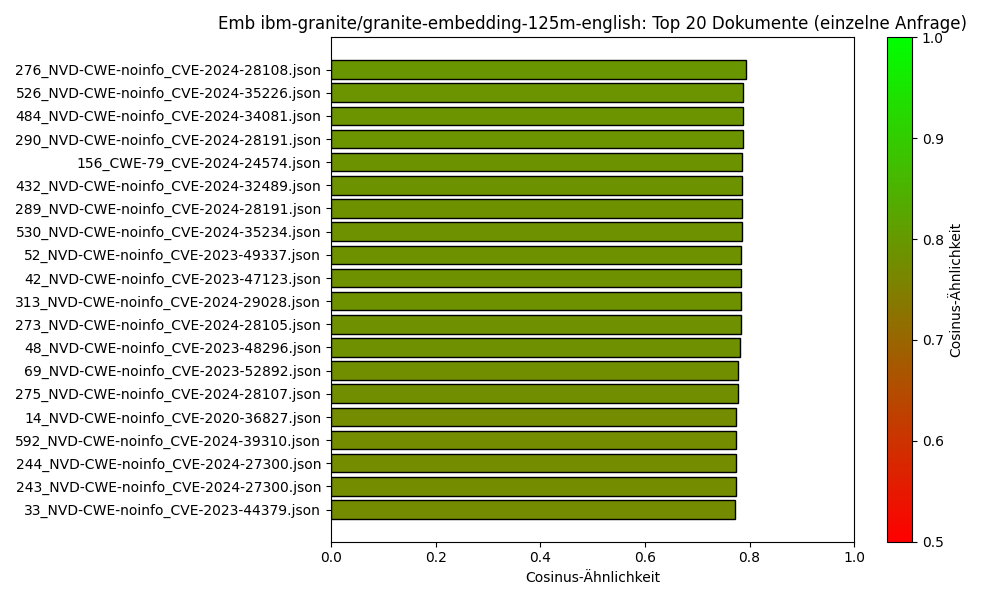 Emb ibm-granite/granite-embedding-125m-english: Top 20 Dokumente (einzelne Anfrage)
276_NVD-CWE-noinfo_CVE-2024-28108.json
526_NVD-CWE-noinfo_CVE-2024-35226.json
484_NVD-CWE-noinfo_CVE-2024-34081.json
290_NVD-CWE-noinfo_CVE-2024-28191.json
156_CWE-79_CVE-2024-24574.json
432_NVD-CWE-noinfo_CVE-2024-32489.json
289_NVD-CWE-noinfo_CVE-2024-28191.json
530_NVD-CWE-noinfo_CVE-2024-35234.json
52_NVD-CWE-noinfo_CVE-2023-49337.json
42_NVD-CWE-noinfo_CVE-2023-47123.json
313_NVD-CWE-noinfo_CVE-2024-29028.json
273_NVD-CWE-noinfo_CVE-2024-28105.json
48_NVD-CWE-noinfo_CVE-2023-48296.json
69_NVD-CWE-noinfo_CVE-2023-52892.json
275_NVD-CWE-noinfo_CVE-2024-28107.json
14_NVD-CWE-noinfo_CVE-2020-36827.json
592_NVD-CWE-noinfo_CVE-2024-39310.json
244_NVD-CWE-noinfo_CVE-2024-27300.json
243_NVD-CWE-noinfo_CVE-2024-27300.json
33_NVD-CWE-noinfo_CVE-2023-44379.json
0.0 0.2 0.4 0.6 0.8 1.0
Cosinus-Ähnlichkeit
1.0
0.9
0.8
0.7
0.6
0.5
Cosinus-Ähnlichkeit